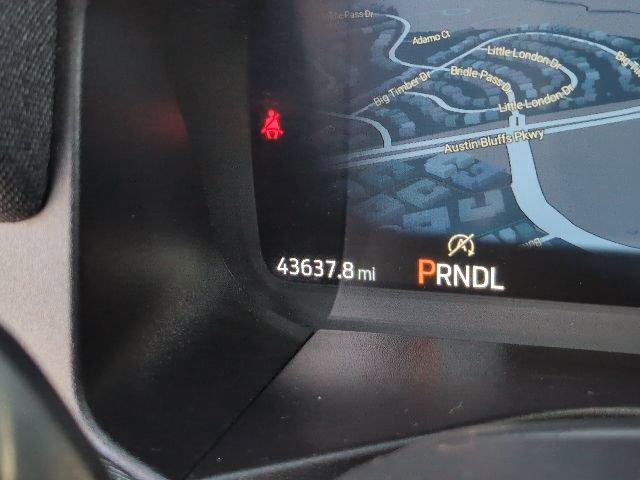 Adamo Ct
Little London Dr
Bridle Pass Dr
Big Timber Dr
Little London Dr
Austin Bluffs Pkwy
43637.8 mi
PRNDL